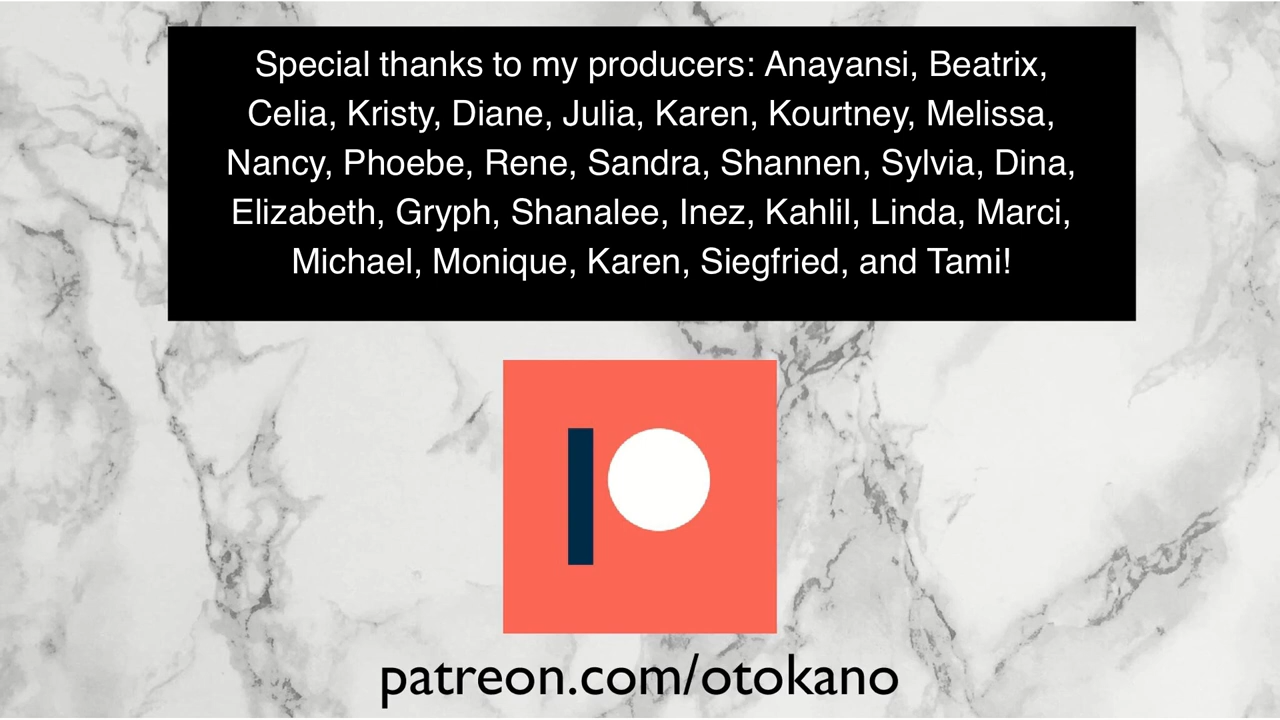 Special thanks to my producers: Anayansi, Beatrix,
Celia, Kristy, Diane, Julia, Karen, Kourtney, Melissa,
Nancy, Phoebe, Rene, Sandra, Shannen, Sylvia, Dina,
Elizabeth, Gryph, Shanalee, Inez, Kahlil, Linda, Marci,
Michael, Monique, Karen, Siegfried, and Tami!
patreon.com/otokano